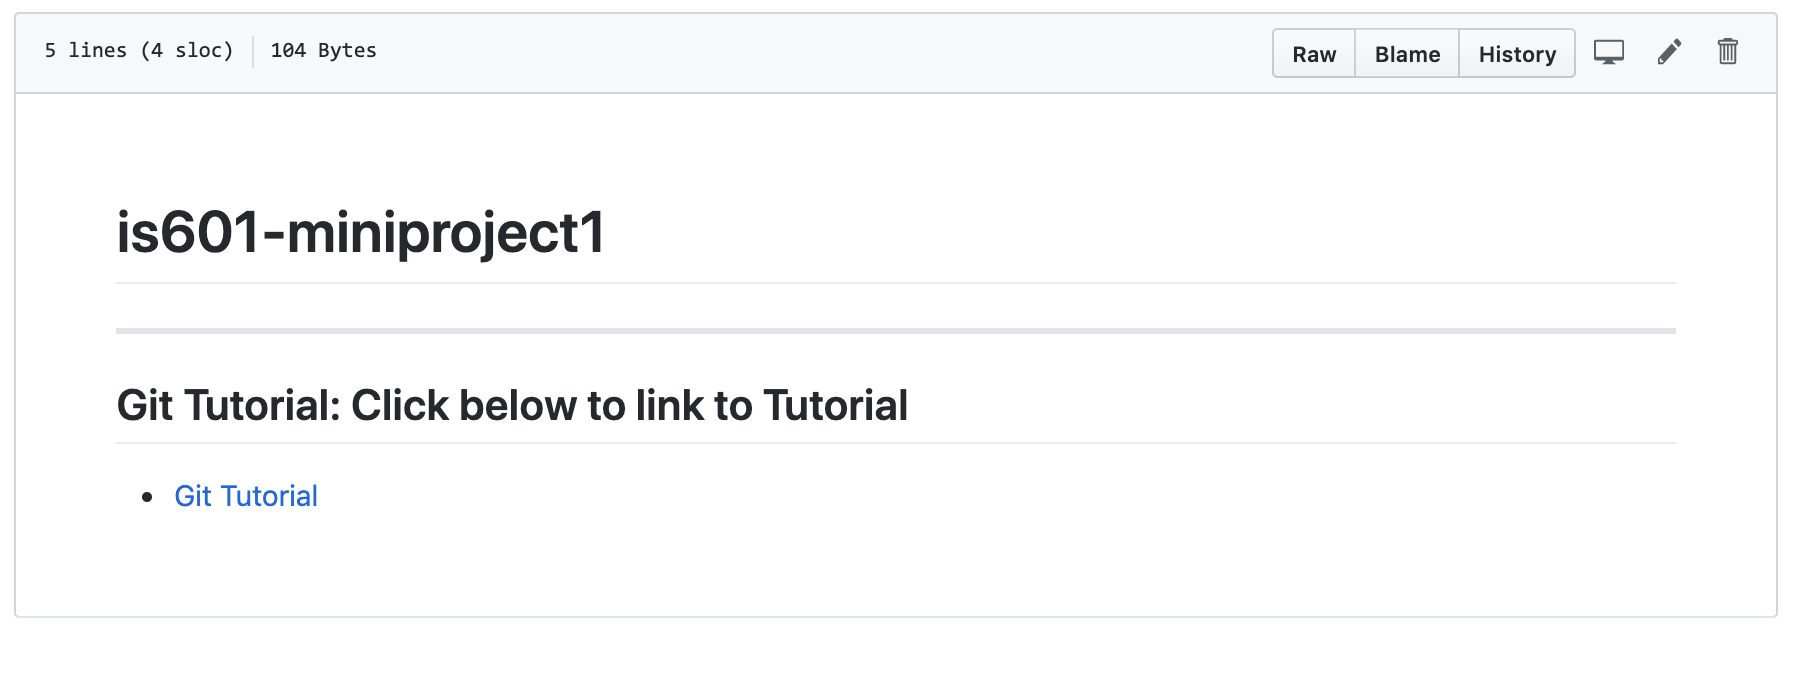 5 lines (4 sloc) 104 Bytes Raw Blame History
is601-miniproject1
Git Tutorial: Click below to link to Tutorial
Git Tutorial